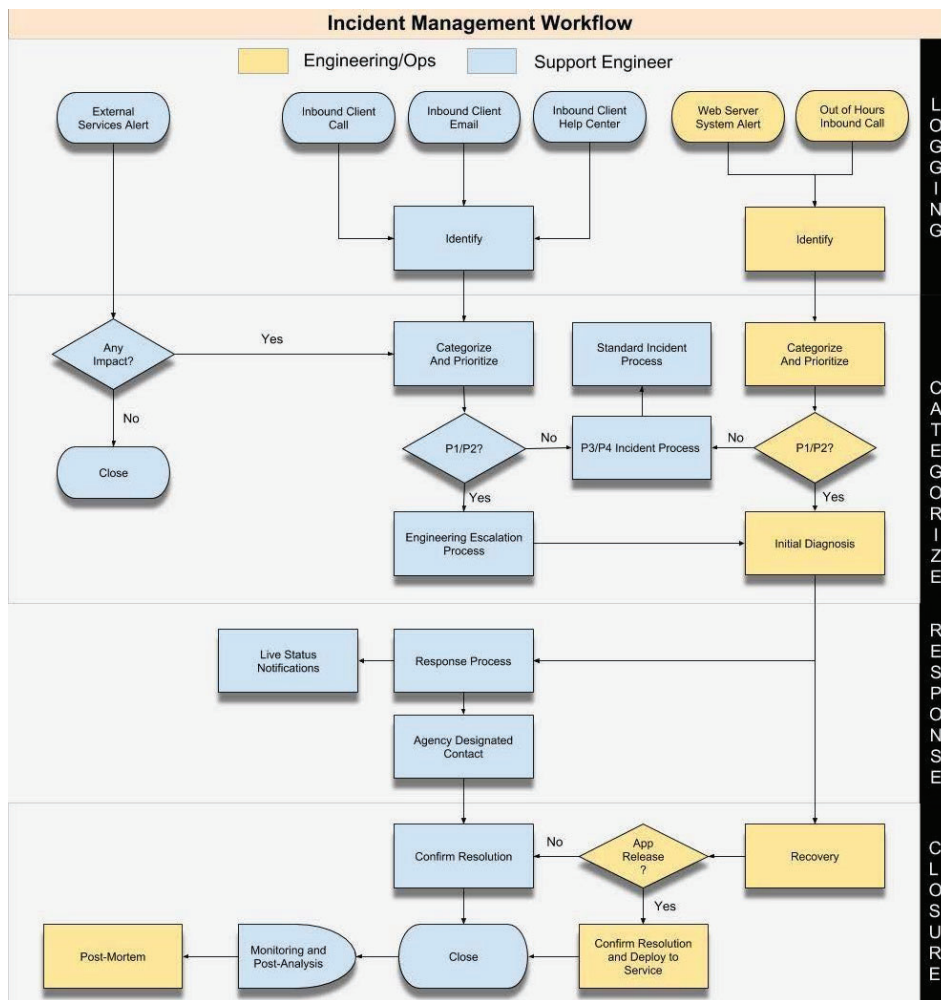 Incident Management Workflow
Engineering/Ops
Support Engineer
External
Services Alert
Inbound Client
Call
Inbound Client
Email
Inbound Client
Help Center
Web Server
System Alert
Out of Hours
Inbound Call
LOGGING
Identify
Identify
Any
Impact?
Yes
No
Close
Categorize
And Prioritize
Standard Incident
Process
Categorize
And Prioritize
P1/P2?
No
P3/P4 Incident Process
No
P1/P2?
Yes
Yes
Engineering Escalation
Process
Initial Diagnosis
CATEGORIZE
Live Status
Notifications
Response Process
Agency Designated
Contact
RESPONSE
Confirm Resolution
No
App
Release
?
Recovery
Yes
Post-Mortem
Monitoring and
Post-Analysis
Close
Confirm Resolution
and Deploy to
Service
CLOSURE